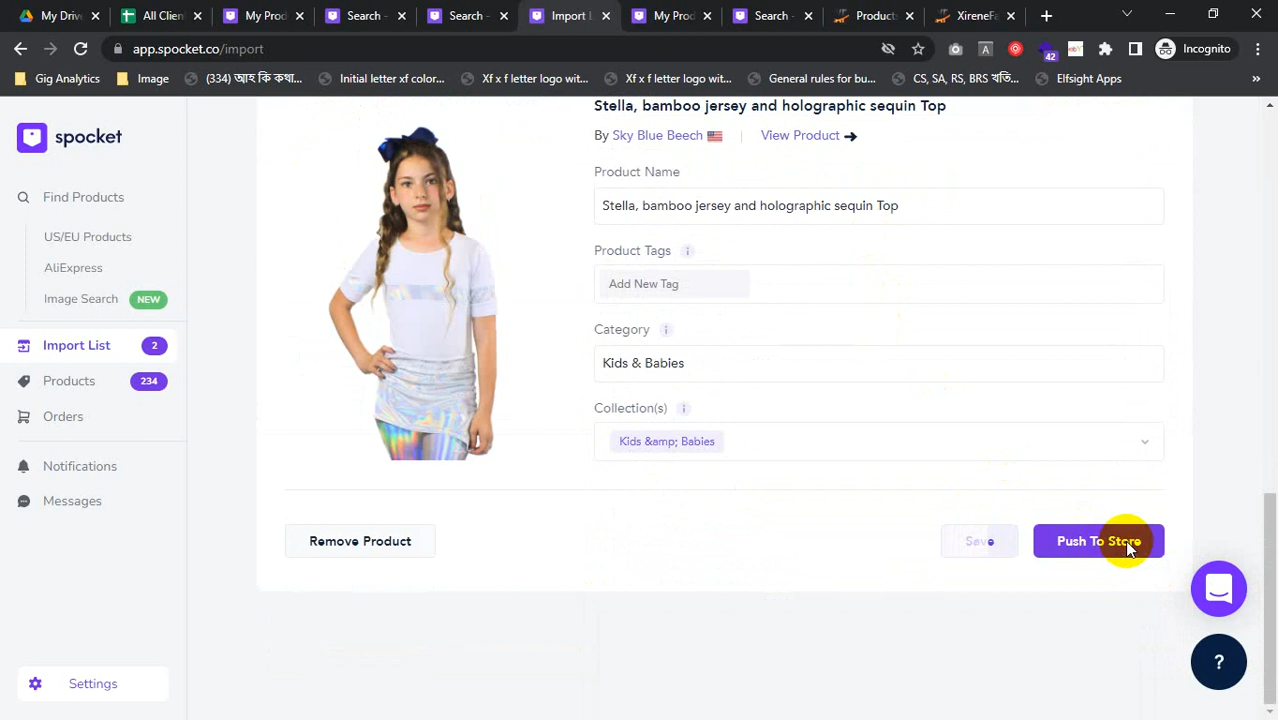 My Drive
All Clien
My Prod
Search -
Search -
Import L
My Prod
Search -
Products
XireneFa
app.spocket.co/import
42
Incognito
Gig Analytics
Image
(334) আহ কি কথা...
Initial letter xf color...
Xf x f letter logo wit...
Xf x f letter logo wit...
General rules for bu...
CS, SA, RS, BRS খতি...
Elfsight Apps
»
spocket
Find Products
US/EU Products
AliExpress
Image Search NEW
Import List 2
Products 234
Orders
Notifications
Messages
Settings
Stella, bamboo jersey and holographic sequin Top
By Sky Blue Beech
View Product
Product Name
Stella, bamboo jersey and holographic sequin Top
Product Tags i
Add New Tag
Category i
Kids & Babies
Collection(s) i
Kids &amp; Babies
Remove Product
Save
Push To Store
?